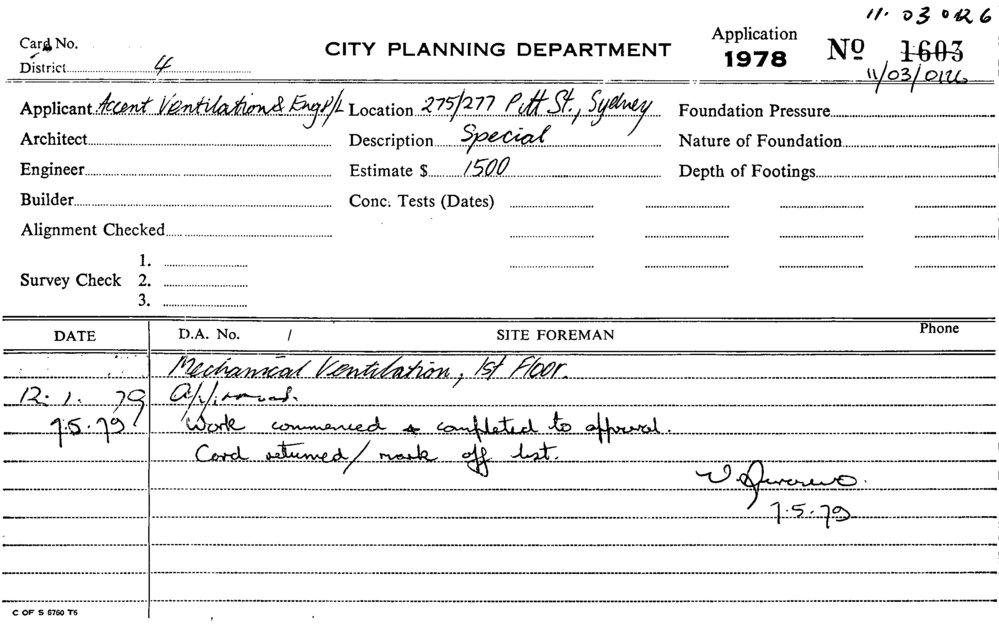 11. 03 0126
Card No.
CITY PLANNING DEPARTMENT
Application
1978
No 1603
11/03/0126
District 4
Applicant Accent Ventilation & Eng P/L
Location 275/277 Pitt St., Sydney
Foundation Pressure
Architect
Description Special
Nature of Foundation
Engineer
Estimate $ 1500
Depth of Footings
Builder
Conc. Tests (Dates)
Alignment Checked
Survey Check
1.
2.
3.
DATE
D.A. No. /
SITE FOREMAN
Phone
Mechanical Ventilation, 1st Floor.
12. 1. 79 Approved.
7.5.79 Work commenced & completed to approval.
Card returned / mark off list.
7.5.79
C OF S 6760 T6